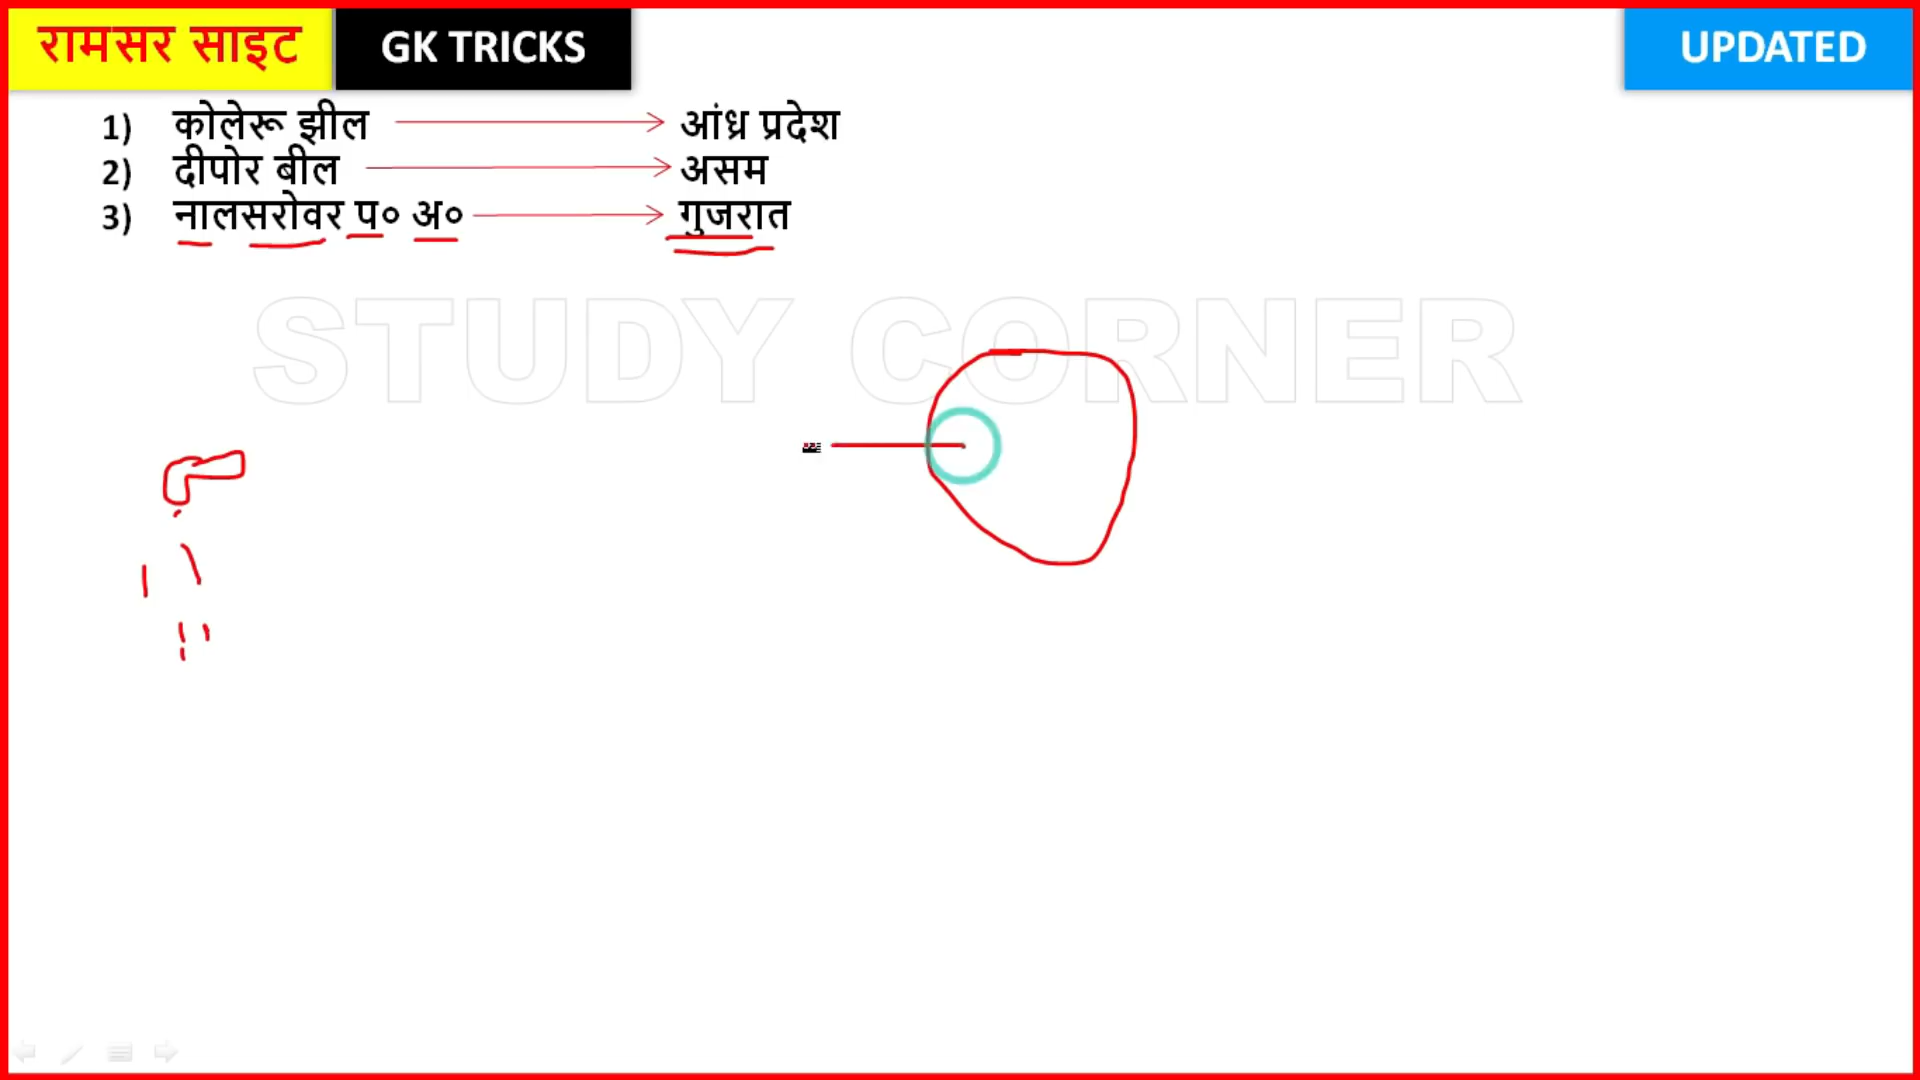 रामसर साइट GK TRICKS UPDATED
1) कोलेरू झील आंध्र प्रदेश
2) दीपोर बील असम
3) नालसरोवर प० अ० गुजरात
STUDY CORNER